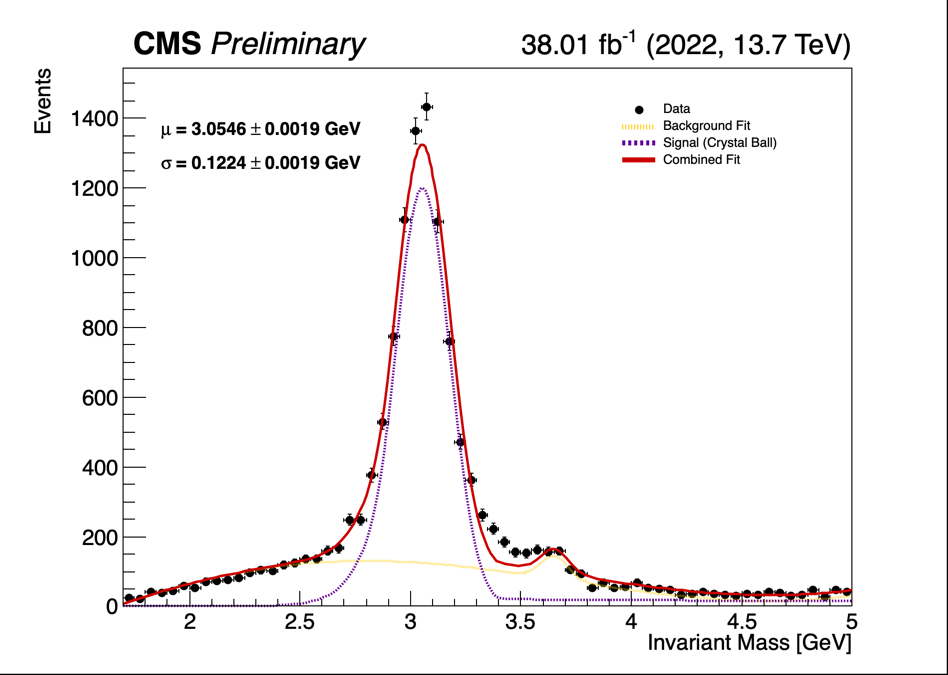 CMS Preliminary
38.01 fb⁻¹ (2022, 13.7 TeV)
Events
μ = 3.0546 ± 0.0019 GeV
σ = 0.1224 ± 0.0019 GeV
Data
Background Fit
Signal (Crystal Ball)
Combined Fit
1400
1200
1000
800
600
400
200
0
2 2.5 3 3.5 4 4.5 5
Invariant Mass [GeV]